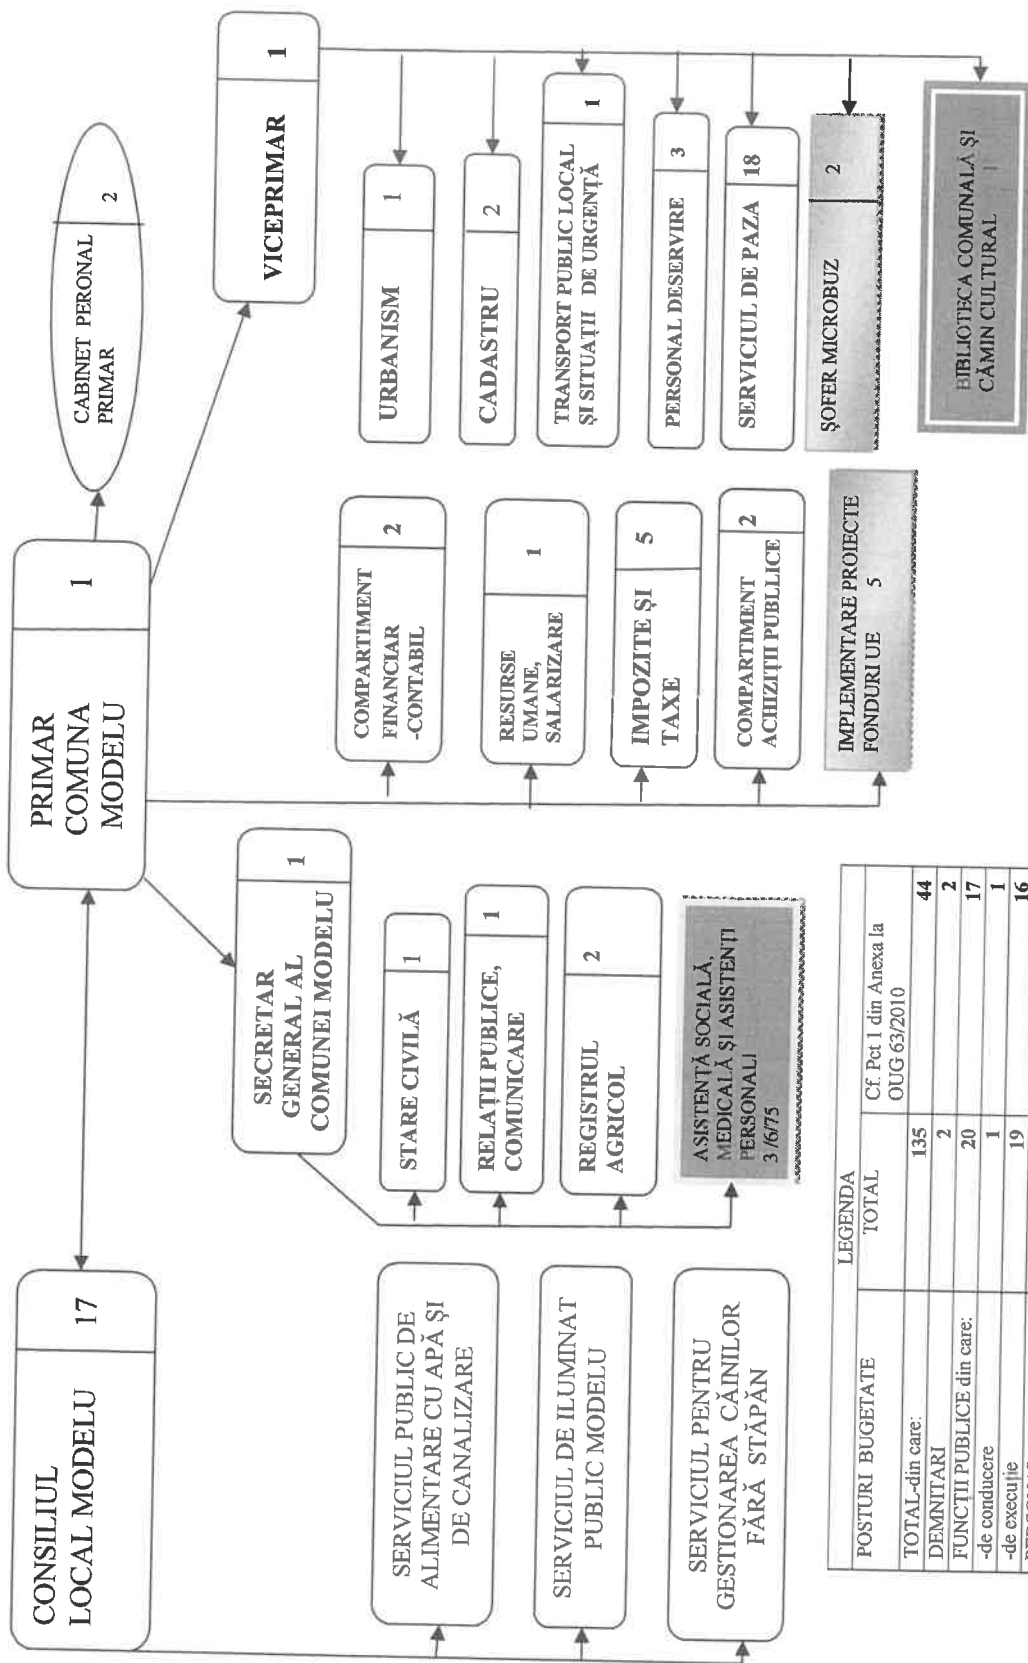 CONSILIUL
LOCAL MODELU
17
PRIMAR
COMUNA
MODELU
1
CABINET PERONAL
PRIMAR
2
SECRETAR
GENERAL AL
COMUNEI MODELU
1
VICEPRIMAR
1
SERVICIUL PUBLIC DE
ALIMENTARE CU APĂ ȘI
DE CANALIZARE
SERVICIUL DE ILUMINAT
PUBLIC MODELU
SERVICIUL PENTRU
GESTIONAREA CĂINILOR
FĂRĂ STĂPĂN
STARE CIVILĂ
1
RELAȚII PUBLICE,
COMUNICARE
1
REGISTRUL
AGRICOL
2
ASISTENȚĂ SOCIALĂ,
MEDICALĂ ȘI ASISTENȚI
PERSONALI
3 /6/75
COMPARTIMENT
FINANCIAR
-CONTABIL
2
RESURSE
UMANE,
SALARIZARE
1
IMPOZITE ȘI
TAXE
5
COMPARTIMENT
ACHIZIȚII PUBLLICE
2
IMPLEMENTARE PROIECTE
FONDURI UE 5
URBANISM
1
CADASTRU
2
TRANSPORT PUBLIC LOCAL
ȘI SITUAȚII DE URGENȚĂ
1
PERSONAL DESERVIRE
3
SERVICIUL DE PAZA
18
ȘOFER MICROBUZ
2
BIBLIOTECA COMUNALĂ ȘI
CĂMIN CULTURAL 1
LEGENDA
POSTURI BUGETATE TOTAL Cf. Pct 1 din Anexa la
OUG 63/2010
TOTAL-din care: 135 44
DEMNITARI 2 2
FUNCȚII PUBLICE din care: 20 17
-de conducere 1 1
-de execuție 19 16